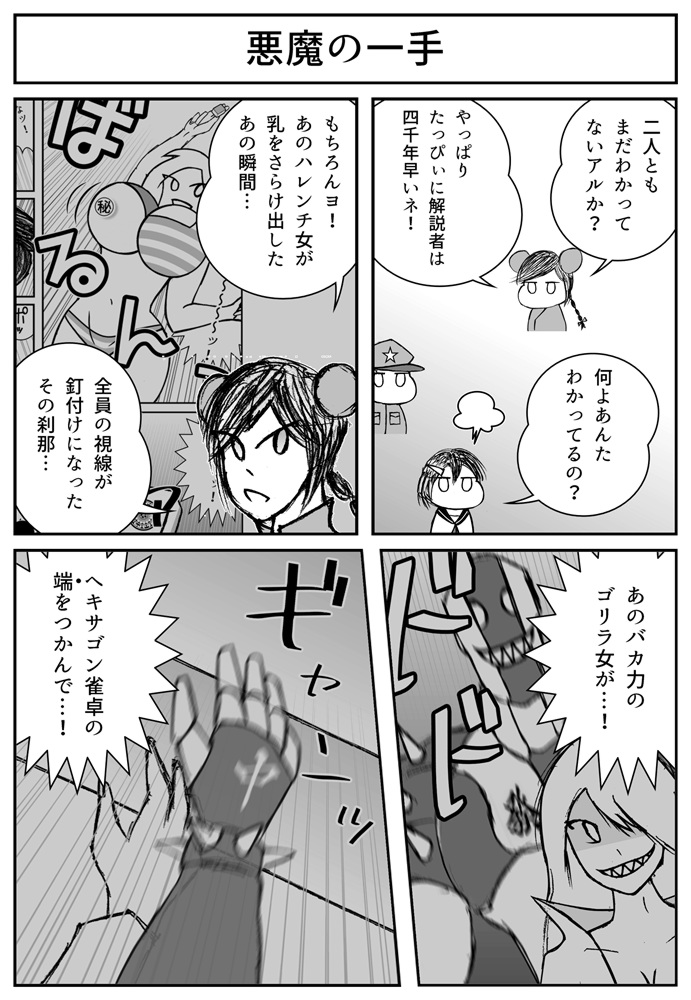 悪魔の一手
二人とも
まだわかって
ないアルか？
やっぱり
たっぴぃに解説者は
四千年早いネ！
何よあんた
わかってるの？
もちろんヨ！
あのハレンチ女が
乳をさらけ出した
あの瞬間…
ばるんっ
㊙
全員の視線が
釘付けになった
その刹那…
あのバカ力の
ゴリラ女が…！
ドドド
ヘキサゴン雀卓の
端をつかんで…！
ギャーッ